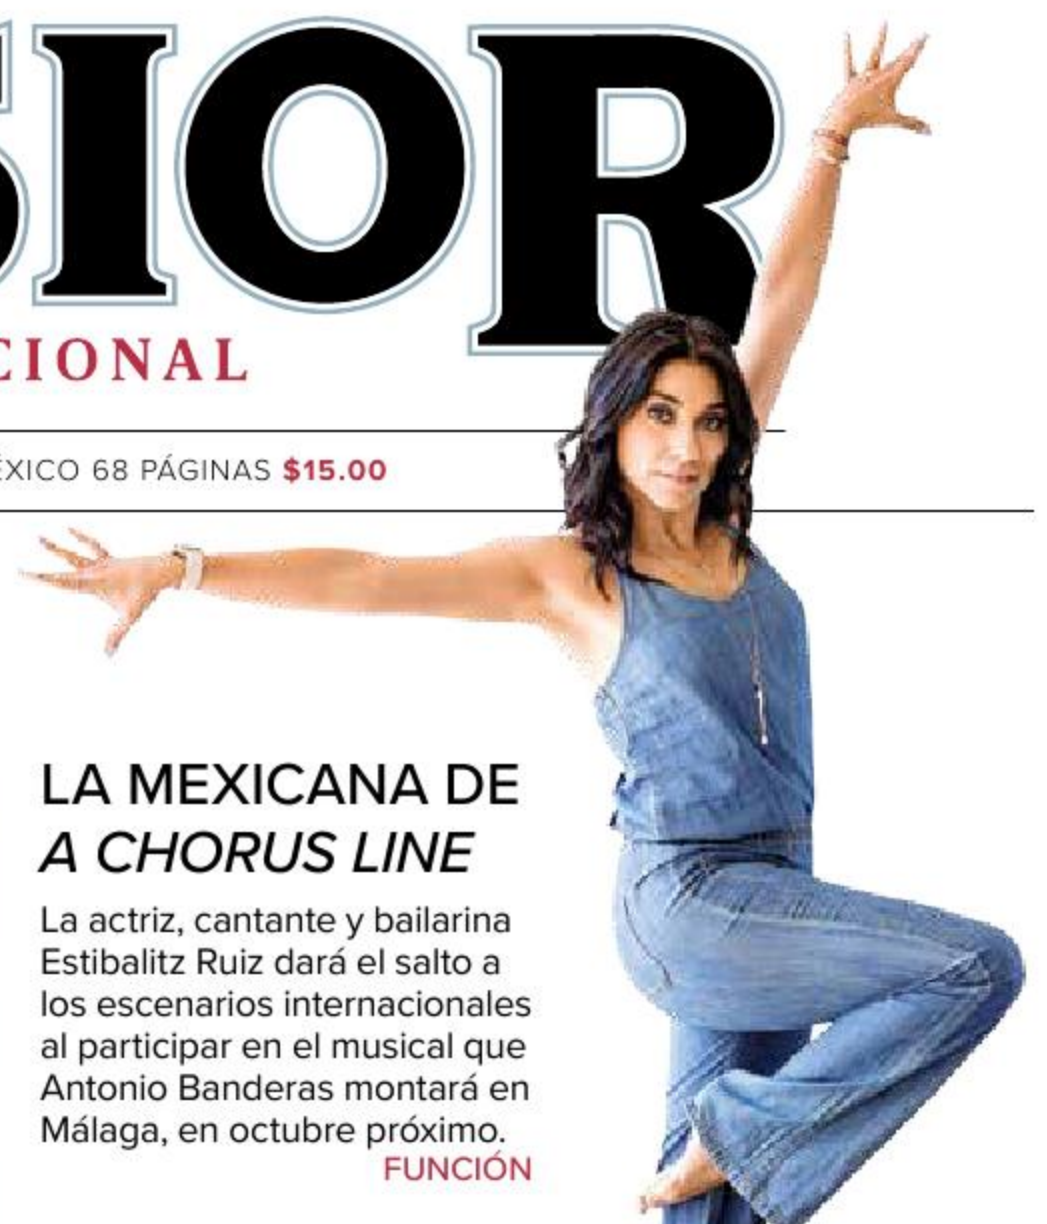 SIOR
CIONAL
ÉXICO 68 PÁGINAS $15.00
LA MEXICANA DE
A CHORUS LINE
La actriz, cantante y bailarina
Estibalitz Ruiz dará el salto a
los escenarios internacionales
al participar en el musical que
Antonio Banderas montará en
Málaga, en octubre próximo.
FUNCIÓN